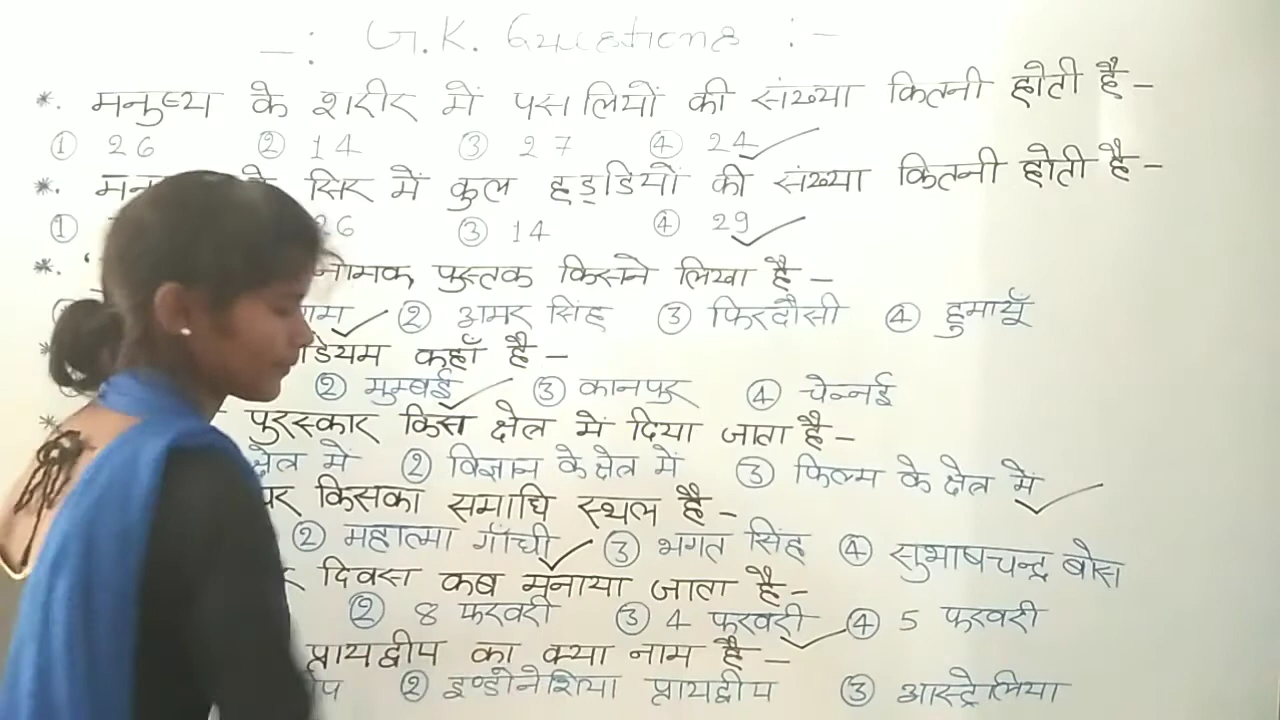 -: G.K. Questions :-
*. मनुष्य के शरीर में पसलियों की संख्या कितनी होती है-
① 26 ② 14 ③ 27 ④ 24 ✓
*. सिर में कुल हड्डियों की संख्या कितनी होती है-
① ③ 14 ④ 29 ✓
*. नामक पुस्तक किसने लिखा है-
② अमर सिंह ③ फिरदौसी ④ हुमायूँ
कहाँ है-
② मुम्बई ✓ ③ कानपुर ④ चेन्नई
पुरस्कार किस क्षेत्र में दिया जाता है-
क्षेत्र में ② विज्ञान के क्षेत्र में ③ फिल्म के क्षेत्र में ✓
पर किसका समाधि स्थल है-
② महात्मा गाँधी ✓ ③ भगत सिंह ④ सुभाषचन्द्र बोस
दिवस कब मनाया जाता है-
② 8 फरवरी ③ 4 फरवरी ✓ ④ 5 फरवरी
प्रायद्वीप का क्या नाम है-
② इण्डोनेशिया प्रायद्वीप ③ आस्ट्रेलिया